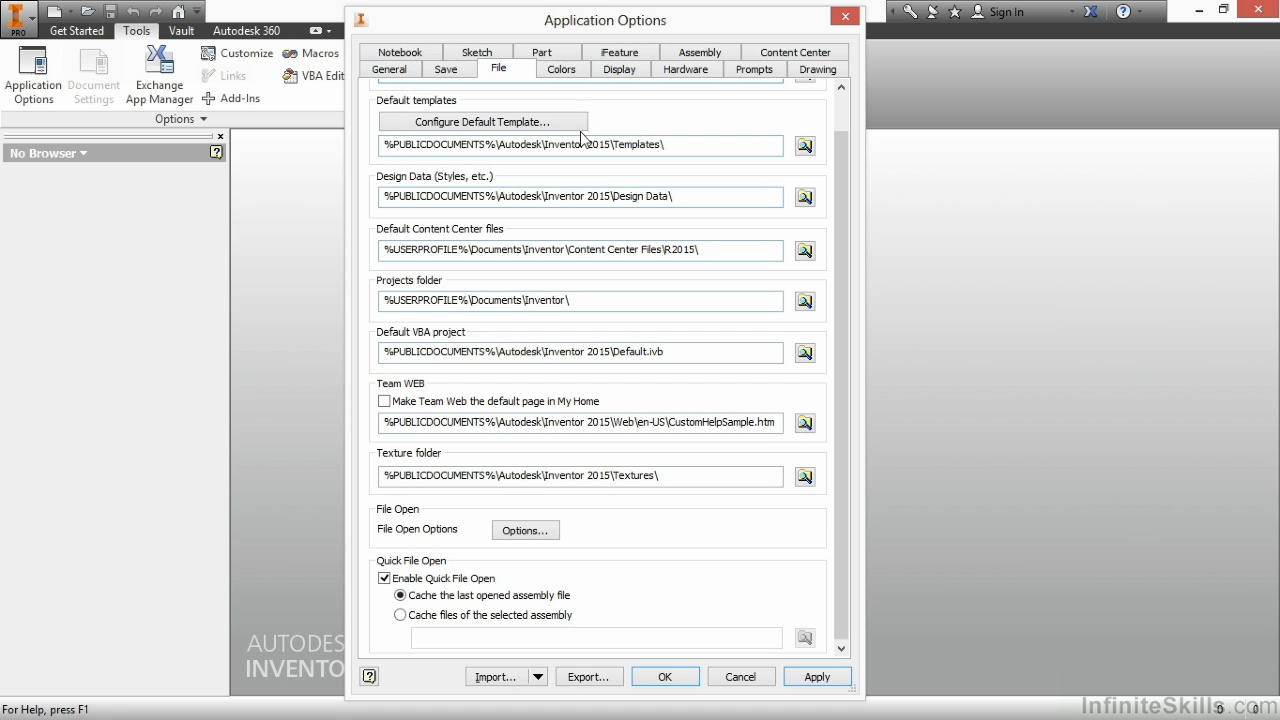 Application Options
PRO
Sign In
Get Started
Tools
Vault
Autodesk 360
Application Options
Document Settings
Exchange App Manager
Customize
Links
Add-Ins
Macros
VBA Edit
Options
No Browser
Notebook
Sketch
Part
iFeature
Assembly
Content Center
General
Save
File
Colors
Display
Hardware
Prompts
Drawing
Default templates
Configure Default Template...
%PUBLICDOCUMENTS%\Autodesk\Inventor 2015\Templates\
Design Data (Styles, etc.)
%PUBLICDOCUMENTS%\Autodesk\Inventor 2015\Design Data\
Default Content Center files
%USERPROFILE%\Documents\Inventor\Content Center Files\R2015\
Projects folder
%USERPROFILE%\Documents\Inventor\
Default VBA project
%PUBLICDOCUMENTS%\Autodesk\Inventor 2015\Default.ivb
Team WEB
Make Team Web the default page in My Home
%PUBLICDOCUMENTS%\Autodesk\Inventor 2015\Web\en-US\CustomHelpSample.htm
Texture folder
%PUBLICDOCUMENTS%\Autodesk\Inventor 2015\Textures\
File Open
File Open Options
Options...
Quick File Open
Enable Quick File Open
Cache the last opened assembly file
Cache files of the selected assembly
AUTODES
INVENTO
Import...
Export...
OK
Cancel
Apply
For Help, press F1
0
0
InfiniteSkills.com